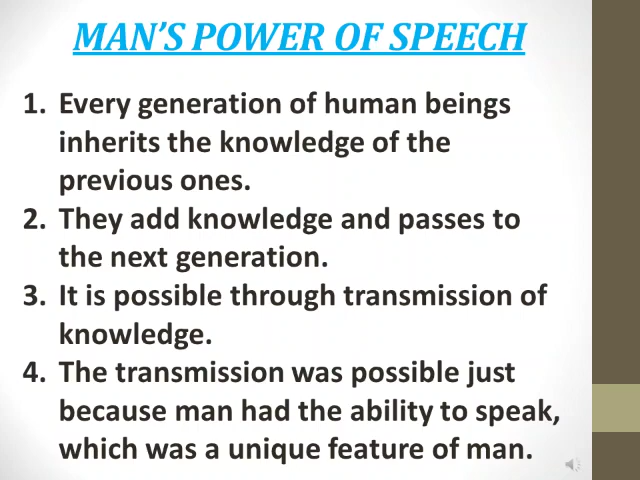 MAN'S POWER OF SPEECH
1. Every generation of human beings
inherits the knowledge of the
previous ones.
2. They add knowledge and passes to
the next generation.
3. It is possible through transmission of
knowledge.
4. The transmission was possible just
because man had the ability to speak,
which was a unique feature of man.